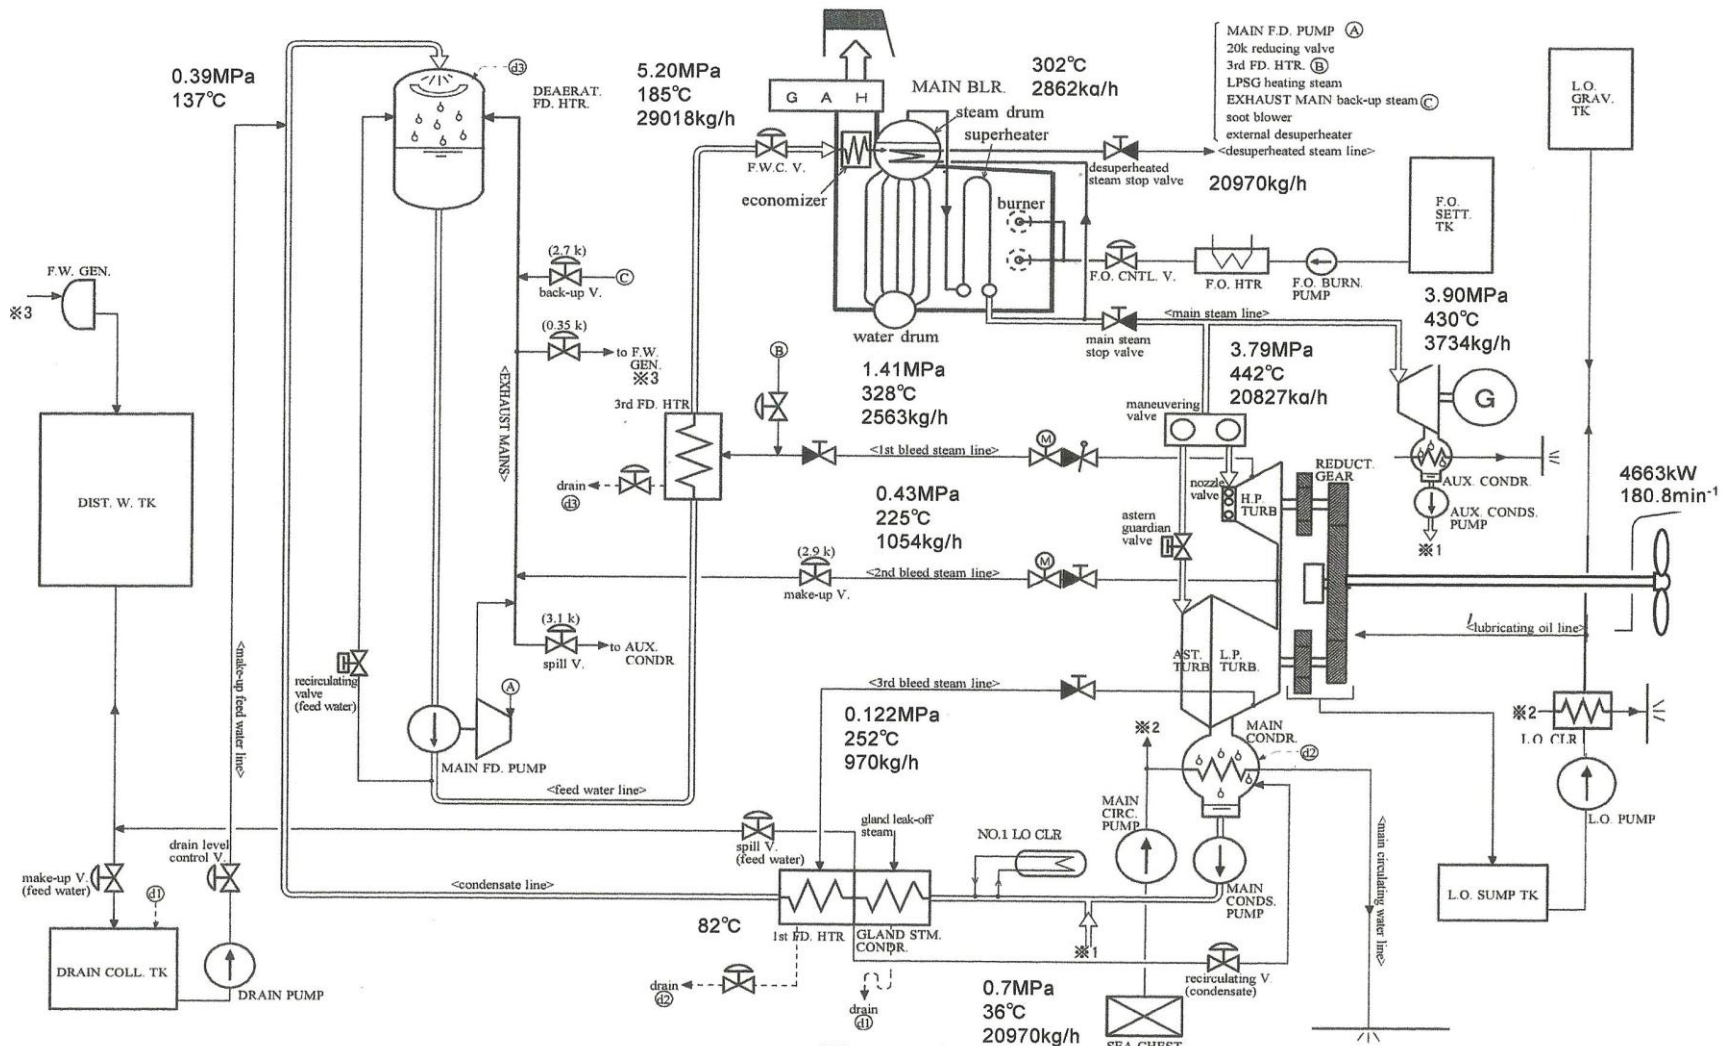 MAIN F.D. PUMP Ⓐ
20k reducing valve
3rd FD. HTR. Ⓑ
LPSG heating steam
EXHAUST MAIN back-up steam Ⓒ
soot blower
external desuperheater
<desuperheated steam line>
20970kg/h
0.39MPa
137℃
d3
DEAERAT.
FD. HTR.
5.20MPa
185℃
29018kg/h
G A H
MAIN BLR.
302℃
2862kg/h
steam drum
superheater
F.W.C. V.
economizer
burner
desuperheated
steam stop valve
L.O.
GRAV.
TK
F.O.
SETT.
TK
F.O. CNTL. V.
F.O. HTR
F.O. BURN.
PUMP
F.W. GEN.
※3
(2.7 k)
back-up V.
C
(0.35 k)
to F.W.
GEN.
※3
<EXHAUST MAINS>
water drum
<main steam line>
main steam
stop valve
3.90MPa
430℃
3734kg/h
3.79MPa
442℃
20827kg/h
1.41MPa
328℃
2563kg/h
B
3rd FD. HTR
maneuvering
valve
G
<1st bleed steam line>
M
drain
d3
nozzle
valve
H.P.
TURB
REDUCT.
GEAR
AUX. CONDR.
AUX. CONDS.
PUMP
※1
4663kW
180.8min⁻¹
DIST. W. TK
0.43MPa
225℃
1054kg/h
astern
guardian
valve
(2.9 k)
make-up V.
<2nd bleed steam line>
M
(3.1 k)
spill V.
to AUX.
CONDR
<make-up feed water line>
recirculating
valve
(feed water)
A
MAIN FD. PUMP
<feed water line>
AST.
TURB
L.P.
TURB.
<lubricating oil line>
<3rd bleed steam line>
0.122MPa
252℃
970kg/h
※2
MAIN
CONDR.
d2
※2
L.O. CLR
L.O. PUMP
MAIN
CIRC.
PUMP
gland leak-off
steam
NO.1 LO CLR
spill V.
(feed water)
drain level
control V.
make-up V.
(feed water)
d1
<condensate line>
MAIN
CONDS.
PUMP
<main circulating water line>
L.O. SUMP TK
82℃
1st FD. HTR
GLAND STM.
CONDR.
※1
recirculating V.
(condensate)
DRAIN COLL. TK
DRAIN PUMP
drain
d2
drain
d1
0.7MPa
36℃
20970kg/h
SEA CHEST